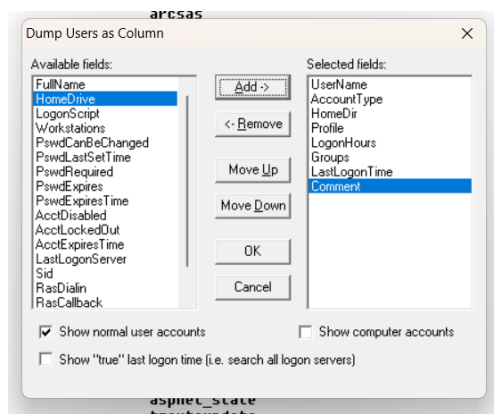 arcsas
Dump Users as Column
Available fields:
FullName
HomeDrive
LogonScript
Workstations
PswdCanBeChanged
PswdLastSetTime
PswdRequired
PswdExpires
PswdExpiresTime
AcctDisabled
AcctLockedOut
AcctExpiresTime
LastLogonServer
Sid
RasDialin
RasCallback
Add ->
<- Remove
Move Up
Move Down
OK
Cancel
Selected fields:
UserName
AccountType
HomeDir
Profile
LogonHours
Groups
LastLogonTime
Comment
Show normal user accounts
Show computer accounts
Show "true" last logon time (i.e. search all logon servers)
aspnet_state